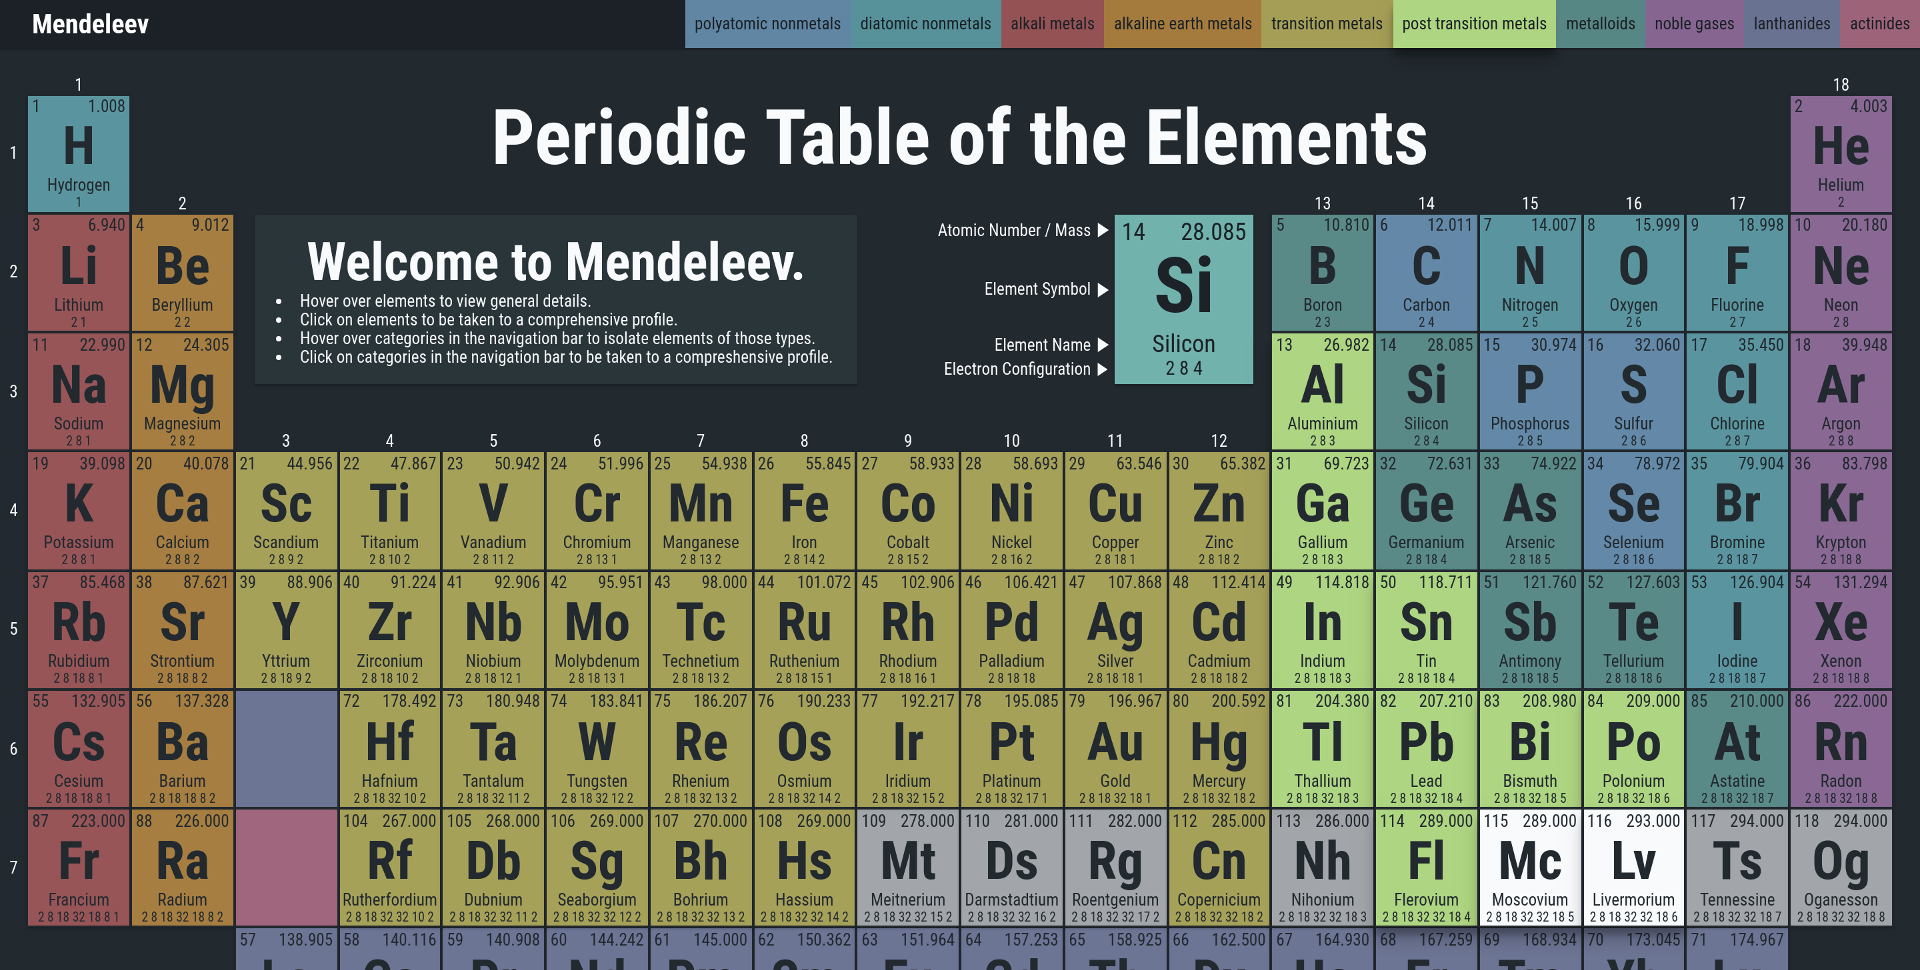 Mendeleev
polyatomic nonmetals diatomic nonmetals alkali metals alkaline earth metals transition metals post transition metals metalloids noble gases lanthanides actinides
1 18
Periodic Table of the Elements
1
1 1.008 2 4.003
H He
Hydrogen Helium
1 2
2 13 14 15 16 17
2
3 6.940 4 9.012 5 10.810 6 12.011 7 14.007 8 15.999 9 18.998 10 20.180
Li Be B C N O F Ne
Lithium Beryllium Boron Carbon Nitrogen Oxygen Fluorine Neon
2 1 2 2 2 3 2 4 2 5 2 6 2 7 2 8
Welcome to Mendeleev.
Hover over elements to view general details.
Click on elements to be taken to a comprehensive profile.
Hover over categories in the navigation bar to isolate elements of those types.
Click on categories in the navigation bar to be taken to a compreshensive profile.
Atomic Number / Mass
Element Symbol
Element Name
Electron Configuration
14 28.085
Si
Silicon
2 8 4
3
11 22.990 12 24.305 13 26.982 14 28.085 15 30.974 16 32.060 17 35.450 18 39.948
Na Mg Al Si P S Cl Ar
Sodium Magnesium Aluminium Silicon Phosphorus Sulfur Chlorine Argon
2 8 1 2 8 2 2 8 3 2 8 4 2 8 5 2 8 6 2 8 7 2 8 8
3 4 5 6 7 8 9 10 11 12
4
19 39.098 20 40.078 21 44.956 22 47.867 23 50.942 24 51.996 25 54.938 26 55.845 27 58.933 28 58.693 29 63.546 30 65.382 31 69.723 32 72.631 33 74.922 34 78.972 35 79.904 36 83.798
K Ca Sc Ti V Cr Mn Fe Co Ni Cu Zn Ga Ge As Se Br Kr
Potassium Calcium Scandium Titanium Vanadium Chromium Manganese Iron Cobalt Nickel Copper Zinc Gallium Germanium Arsenic Selenium Bromine Krypton
2 8 8 1 2 8 8 2 2 8 9 2 2 8 10 2 2 8 11 2 2 8 13 1 2 8 13 2 2 8 14 2 2 8 15 2 2 8 16 2 2 8 18 1 2 8 18 2 2 8 18 3 2 8 18 4 2 8 18 5 2 8 18 6 2 8 18 7 2 8 18 8
5
37 85.468 38 87.621 39 88.906 40 91.224 41 92.906 42 95.951 43 98.000 44 101.072 45 102.906 46 106.421 47 107.868 48 112.414 49 114.818 50 118.711 51 121.760 52 127.603 53 126.904 54 131.294
Rb Sr Y Zr Nb Mo Tc Ru Rh Pd Ag Cd In Sn Sb Te I Xe
Rubidium Strontium Yttrium Zirconium Niobium Molybdenum Technetium Ruthenium Rhodium Palladium Silver Cadmium Indium Tin Antimony Tellurium Iodine Xenon
2 8 18 8 1 2 8 18 8 2 2 8 18 9 2 2 8 18 10 2 2 8 18 12 1 2 8 18 13 1 2 8 18 13 2 2 8 18 15 1 2 8 18 16 1 2 8 18 18 2 8 18 18 1 2 8 18 18 2 2 8 18 18 3 2 8 18 18 4 2 8 18 18 5 2 8 18 18 6 2 8 18 18 7 2 8 18 18 8
6
55 132.905 56 137.328 72 178.492 73 180.948 74 183.841 75 186.207 76 190.233 77 192.217 78 195.085 79 196.967 80 200.592 81 204.380 82 207.210 83 208.980 84 209.000 85 210.000 86 222.000
Cs Ba Hf Ta W Re Os Ir Pt Au Hg Tl Pb Bi Po At Rn
Cesium Barium Hafnium Tantalum Tungsten Rhenium Osmium Iridium Platinum Gold Mercury Thallium Lead Bismuth Polonium Astatine Radon
2 8 18 18 8 1 2 8 18 18 8 2 2 8 18 32 10 2 2 8 18 32 11 2 2 8 18 32 12 2 2 8 18 32 13 2 2 8 18 32 14 2 2 8 18 32 15 2 2 8 18 32 17 1 2 8 18 32 18 1 2 8 18 32 18 2 2 8 18 32 18 3 2 8 18 32 18 4 2 8 18 32 18 5 2 8 18 32 18 6 2 8 18 32 18 7 2 8 18 32 18 8
7
87 223.000 88 226.000 104 267.000 105 268.000 106 269.000 107 270.000 108 269.000 109 278.000 110 281.000 111 282.000 112 285.000 113 286.000 114 289.000 115 289.000 116 293.000 117 294.000 118 294.000
Fr Ra Rf Db Sg Bh Hs Mt Ds Rg Cn Nh Fl Mc Lv Ts Og
Francium Radium Rutherfordium Dubnium Seaborgium Bohrium Hassium Meitnerium Darmstadtium Roentgenium Copernicium Nihonium Flerovium Moscovium Livermorium Tennessine Oganesson
2 8 18 32 18 8 1 2 8 18 32 18 8 2 2 8 18 32 32 10 2 2 8 18 32 32 11 2 2 8 18 32 32 12 2 2 8 18 32 32 13 2 2 8 18 32 32 14 2 2 8 18 32 32 15 2 2 8 18 32 32 16 2 2 8 18 32 32 17 2 2 8 18 32 32 18 2 2 8 18 32 32 18 3 2 8 18 32 32 18 4 2 8 18 32 32 18 5 2 8 18 32 32 18 6 2 8 18 32 32 18 7 2 8 18 32 32 18 8
57 138.905 58 140.116 59 140.908 60 144.242 61 145.000 62 150.362 63 151.964 64 157.253 65 158.925 66 162.500 67 164.930 68 167.259 69 168.934 70 173.045 71 174.967